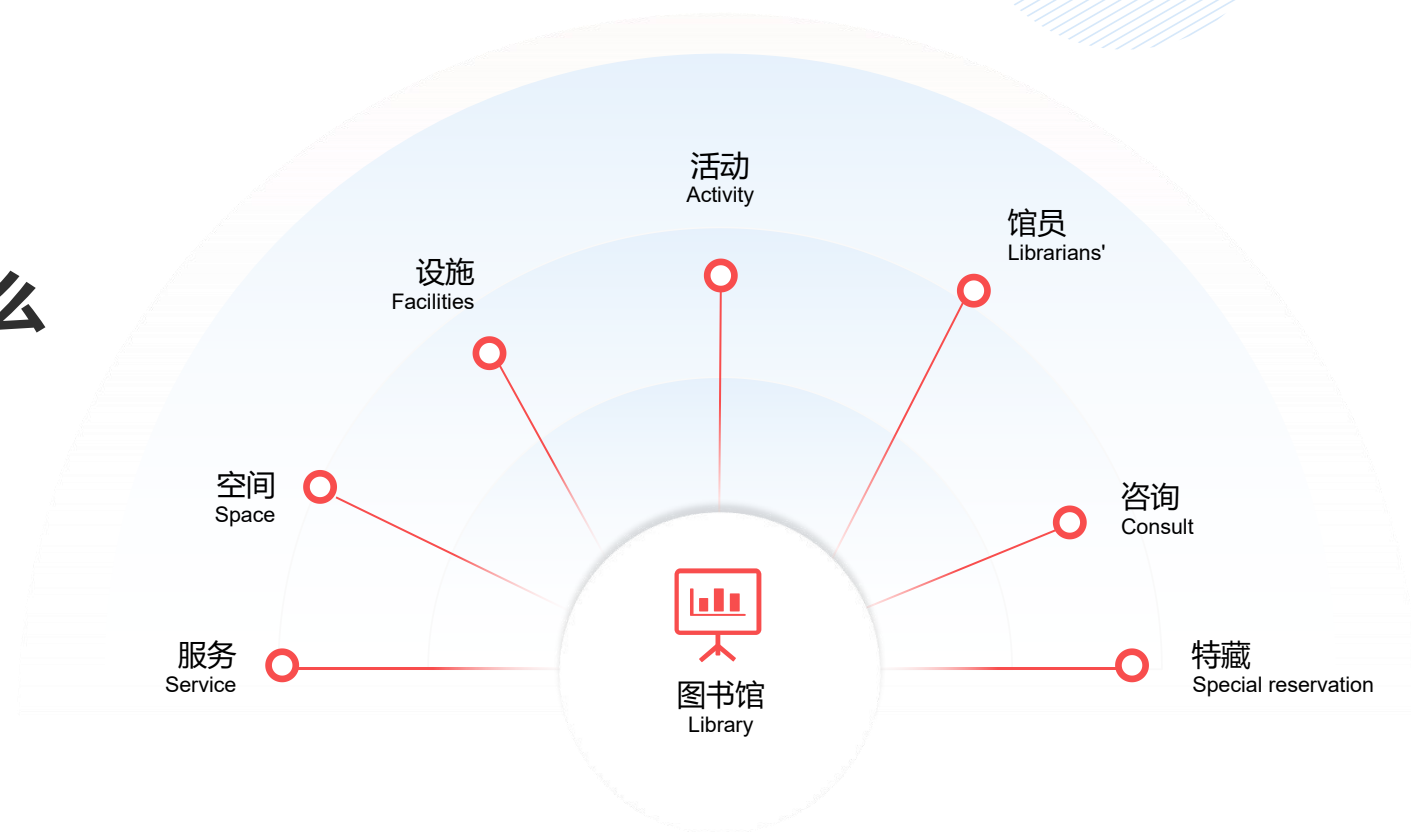 活动
Activity
馆员
Librarians'
设施
Facilities
么
空间
Space
咨询
Consult
服务
Service
特藏
Special reservation
图书馆
Library